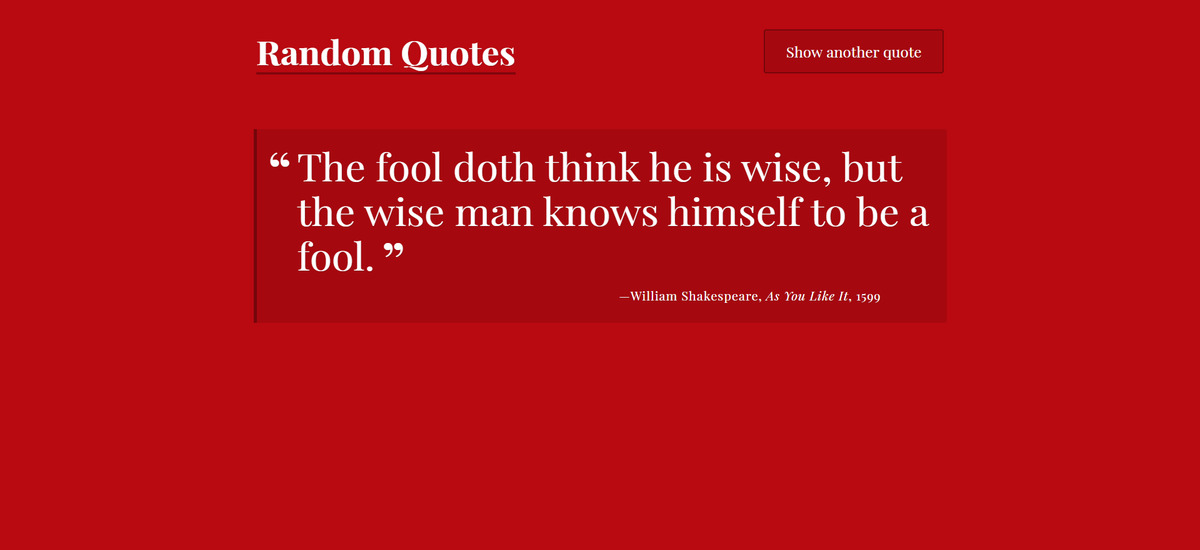 Random Quotes
Show another quote
“ The fool doth think he is wise, but
the wise man knows himself to be a
fool. ”
—William Shakespeare, As You Like It, 1599